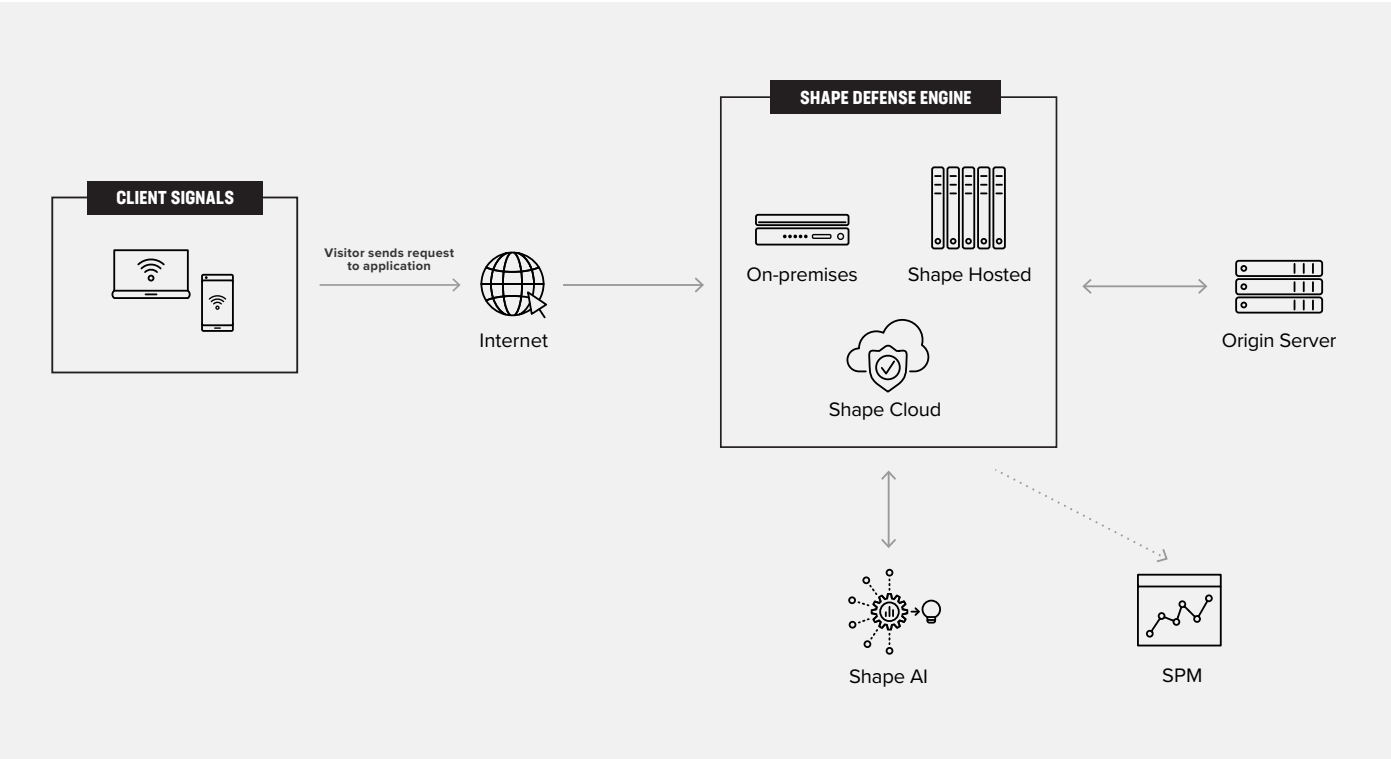 SHAPE DEFENSE ENGINE
CLIENT SIGNALS
Visitor sends request
to application
Internet
On-premises
Shape Hosted
Shape Cloud
Origin Server
Shape AI
SPM